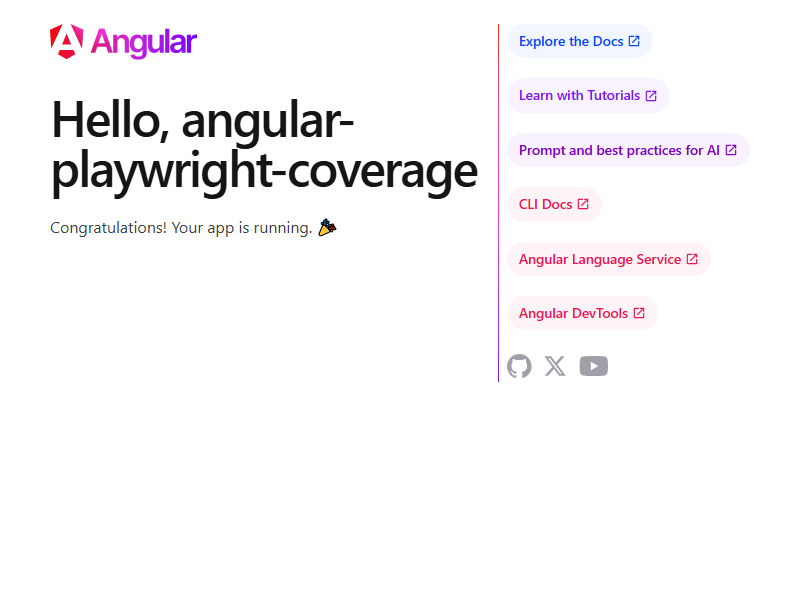 Angular
Hello, angular-
playwright-coverage
Congratulations! Your app is running. 🎉
Explore the Docs
Learn with Tutorials
Prompt and best practices for AI
CLI Docs
Angular Language Service
Angular DevTools